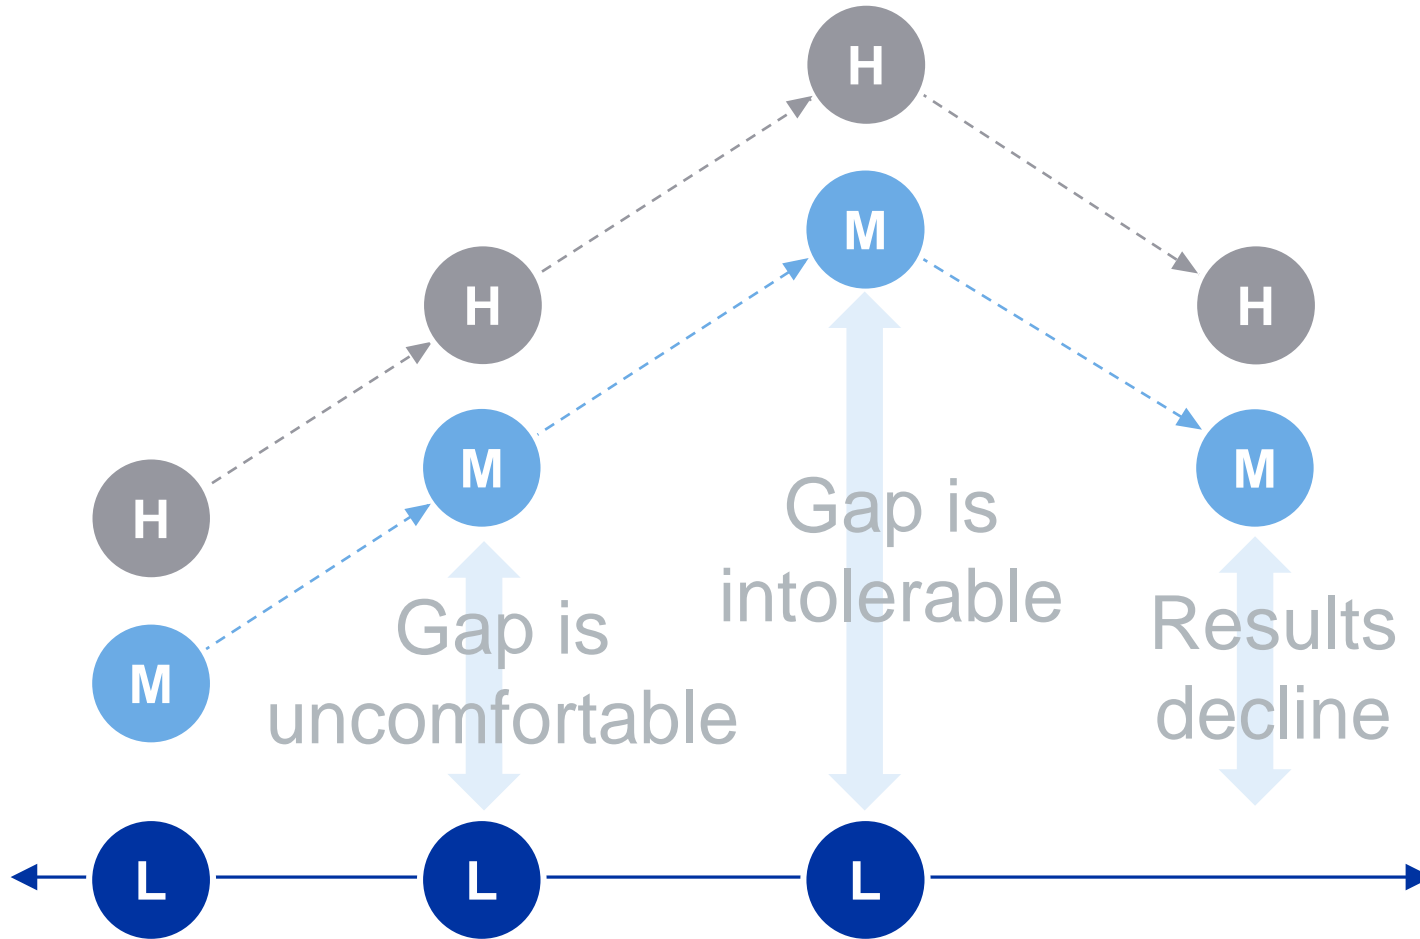 H
M
H
M
H
M
H
M
Gap is
uncomfortable
Gap is
intolerable
Results
decline
L
L
L